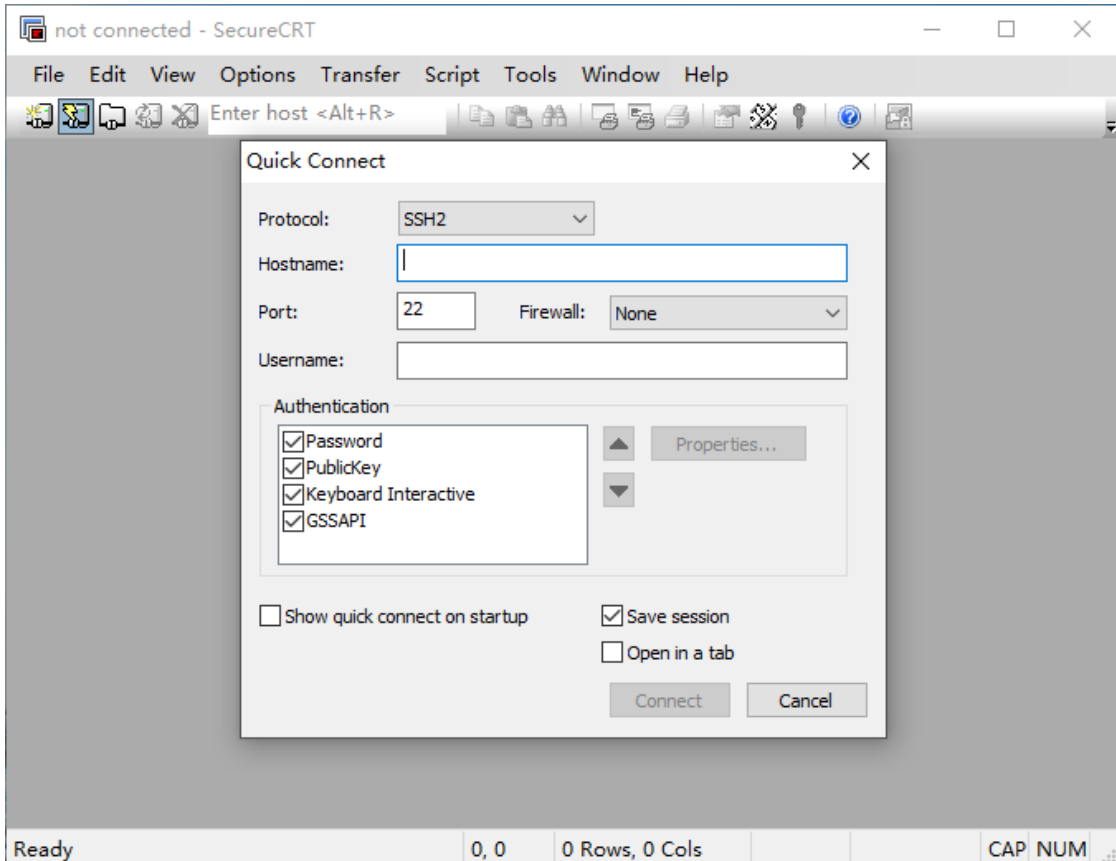 not connected - SecureCRT
File Edit View Options Transfer Script Tools Window Help
Enter host <Alt+R>
Quick Connect
Protocol: SSH2
Hostname:
Port: 22 Firewall: None
Username:
Authentication
Password
PublicKey
Keyboard Interactive
GSSAPI
Properties...
Show quick connect on startup
Save session
Open in a tab
Connect Cancel
Ready 0, 0 0 Rows, 0 Cols CAP NUM